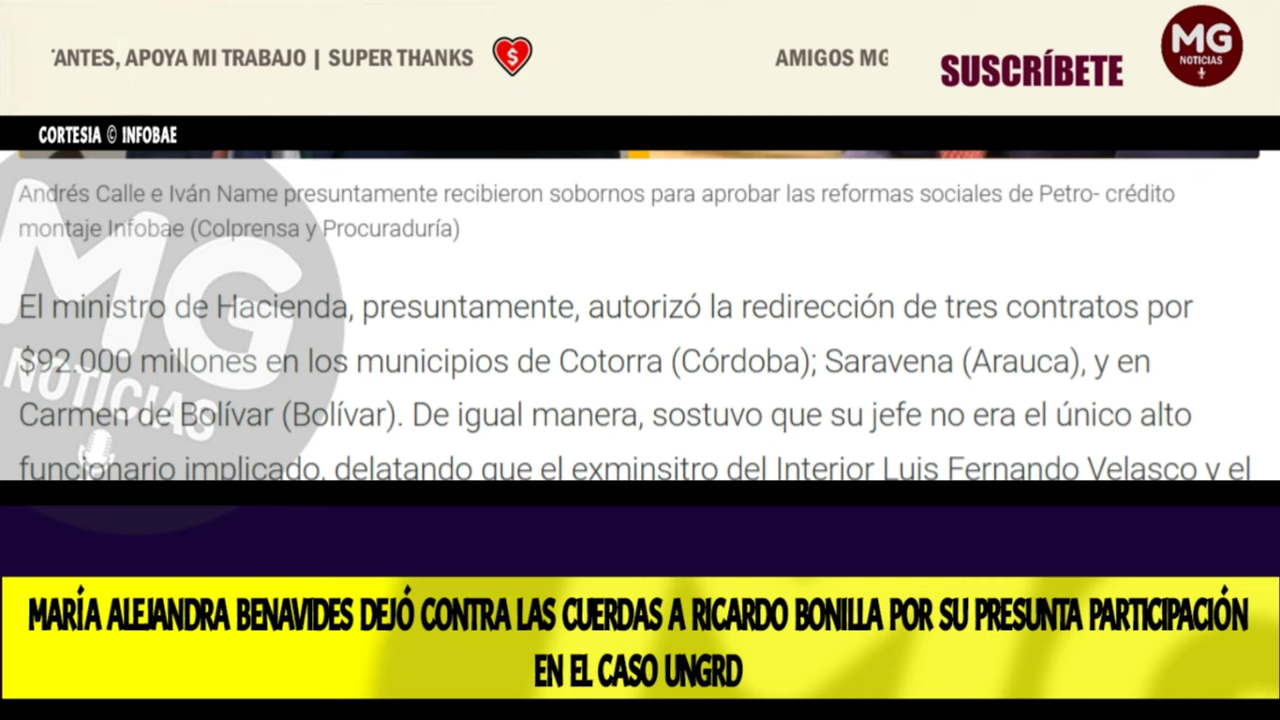 'ANTES, APOYA MI TRABAJO | SUPER THANKS $ AMIGOS MG
SUSCRÍBETE
MG
NOTICIAS
CORTESIA © INFOBAE
Andrés Calle e Iván Name presuntamente recibieron sobornos para aprobar las reformas sociales de Petro- crédito
montaje Infobae (Colprensa y Procuraduría)
El ministro de Hacienda, presuntamente, autorizó la redirección de tres contratos por
$92.000 millones en los municipios de Cotorra (Córdoba); Saravena (Arauca), y en
Carmen de Bolívar (Bolívar). De igual manera, sostuvo que su jefe no era el único alto
funcionario implicado, delatando que el exminsitro del Interior Luis Fernando Velasco y el
MG
NOTICIAS
MARÍA ALEJANDRA BENAVIDES DEJÓ CONTRA LAS CUERDAS A RICARDO BONILLA POR SU PRESUNTA PARTICIPACIÓN
EN EL CASO UNGRD